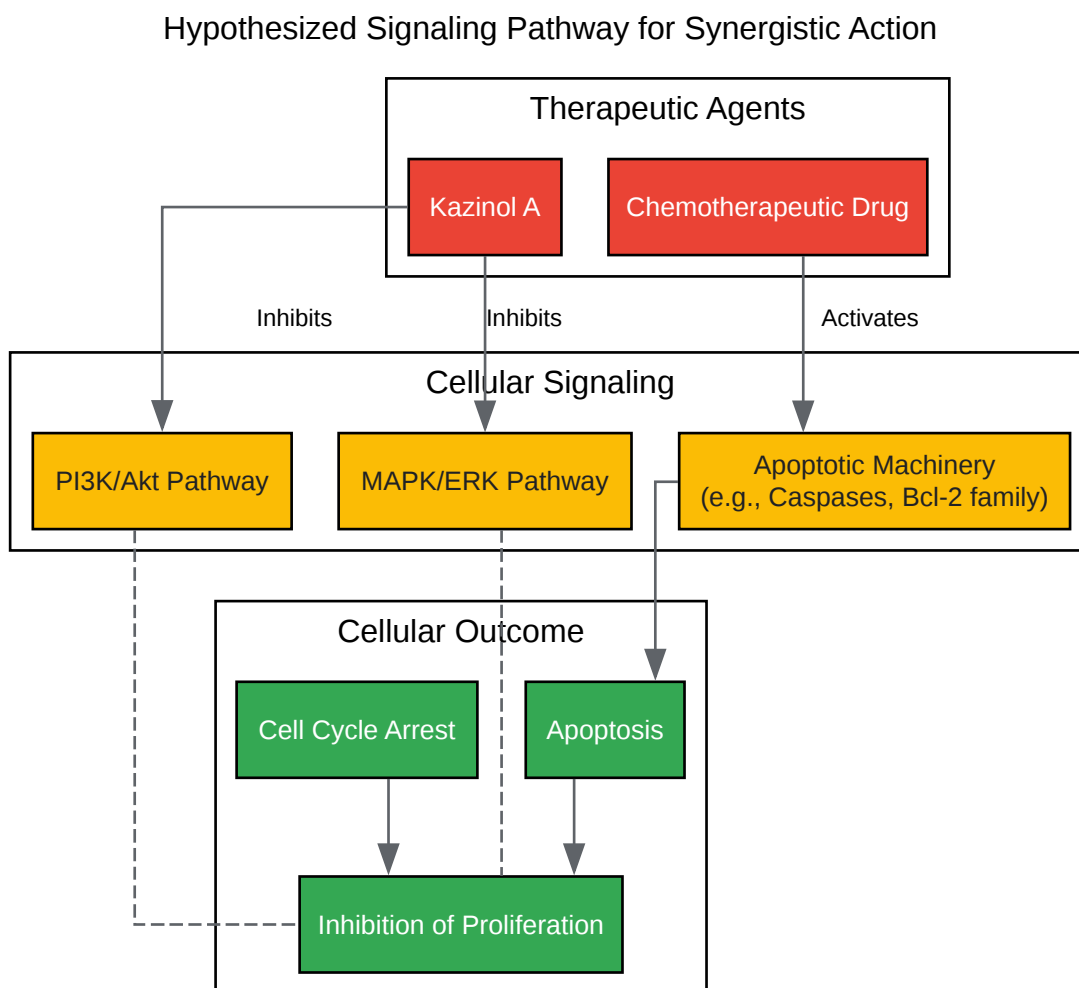 Hypothesized Signaling Pathway for Synergistic Action
Therapeutic Agents
Kazinol A
Chemotherapeutic Drug
Inhibits
Inhibits
Activates
Cellular Signaling
PI3K/Akt Pathway
MAPK/ERK Pathway
Apoptotic Machinery
(e.g., Caspases, Bcl-2 family)
Cellular Outcome
Cell Cycle Arrest
Apoptosis
Inhibition of Proliferation